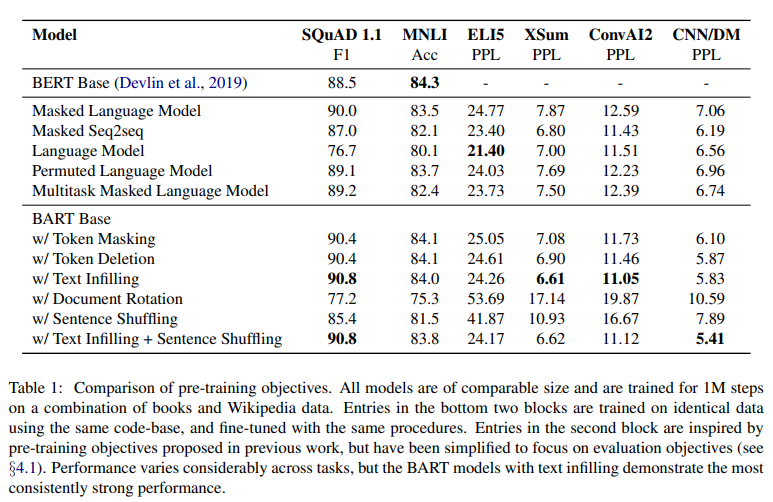 Model SQuAD 1.1 MNLI ELI5 XSum ConvAI2 CNN/DM
F1 Acc PPL PPL PPL PPL
BERT Base (Devlin et al., 2019) 88.5 84.3 - - - -
Masked Language Model 90.0 83.5 24.77 7.87 12.59 7.06
Masked Seq2seq 87.0 82.1 23.40 6.80 11.43 6.19
Language Model 76.7 80.1 21.40 7.00 11.51 6.56
Permuted Language Model 89.1 83.7 24.03 7.69 12.23 6.96
Multitask Masked Language Model 89.2 82.4 23.73 7.50 12.39 6.74
BART Base
w/ Token Masking 90.4 84.1 25.05 7.08 11.73 6.10
w/ Token Deletion 90.4 84.1 24.61 6.90 11.46 5.87
w/ Text Infilling 90.8 84.0 24.26 6.61 11.05 5.83
w/ Document Rotation 77.2 75.3 53.69 17.14 19.87 10.59
w/ Sentence Shuffling 85.4 81.5 41.87 10.93 16.67 7.89
w/ Text Infilling + Sentence Shuffling 90.8 83.8 24.17 6.62 11.12 5.41
Table 1: Comparison of pre-training objectives. All models are of comparable size and are trained for 1M steps
on a combination of books and Wikipedia data. Entries in the bottom two blocks are trained on identical data
using the same code-base, and fine-tuned with the same procedures. Entries in the second block are inspired by
pre-training objectives proposed in previous work, but have been simplified to focus on evaluation objectives (see
§4.1). Performance varies considerably across tasks, but the BART models with text infilling demonstrate the most
consistently strong performance.